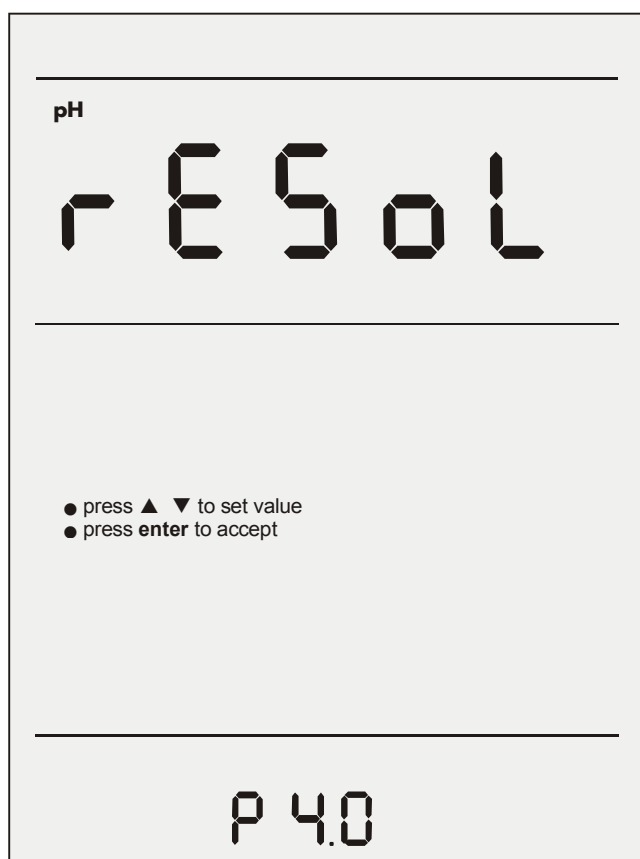 pH
rESoL
● press ▲ ▼ to set value
● press enter to accept
P 4.0